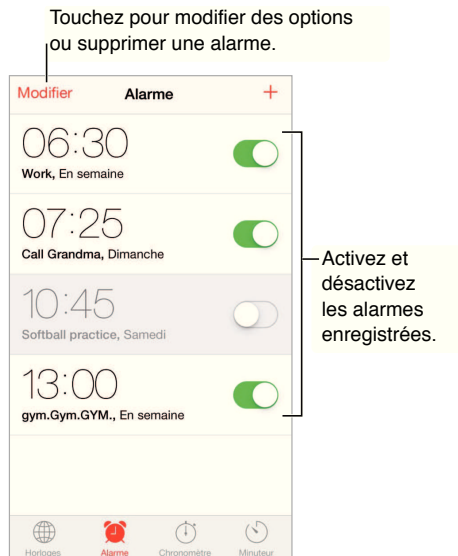 Touchez pour modifier des options
ou supprimer une alarme.
Modifier Alarme +
06:30
Work, En semaine
07:25
Call Grandma, Dimanche
10:45
Softball practice, Samedi
13:00
gym.Gym.GYM., En semaine
Activez et
désactivez
les alarmes
enregistrées.
Horloges Alarme Chronomètre Minuteur